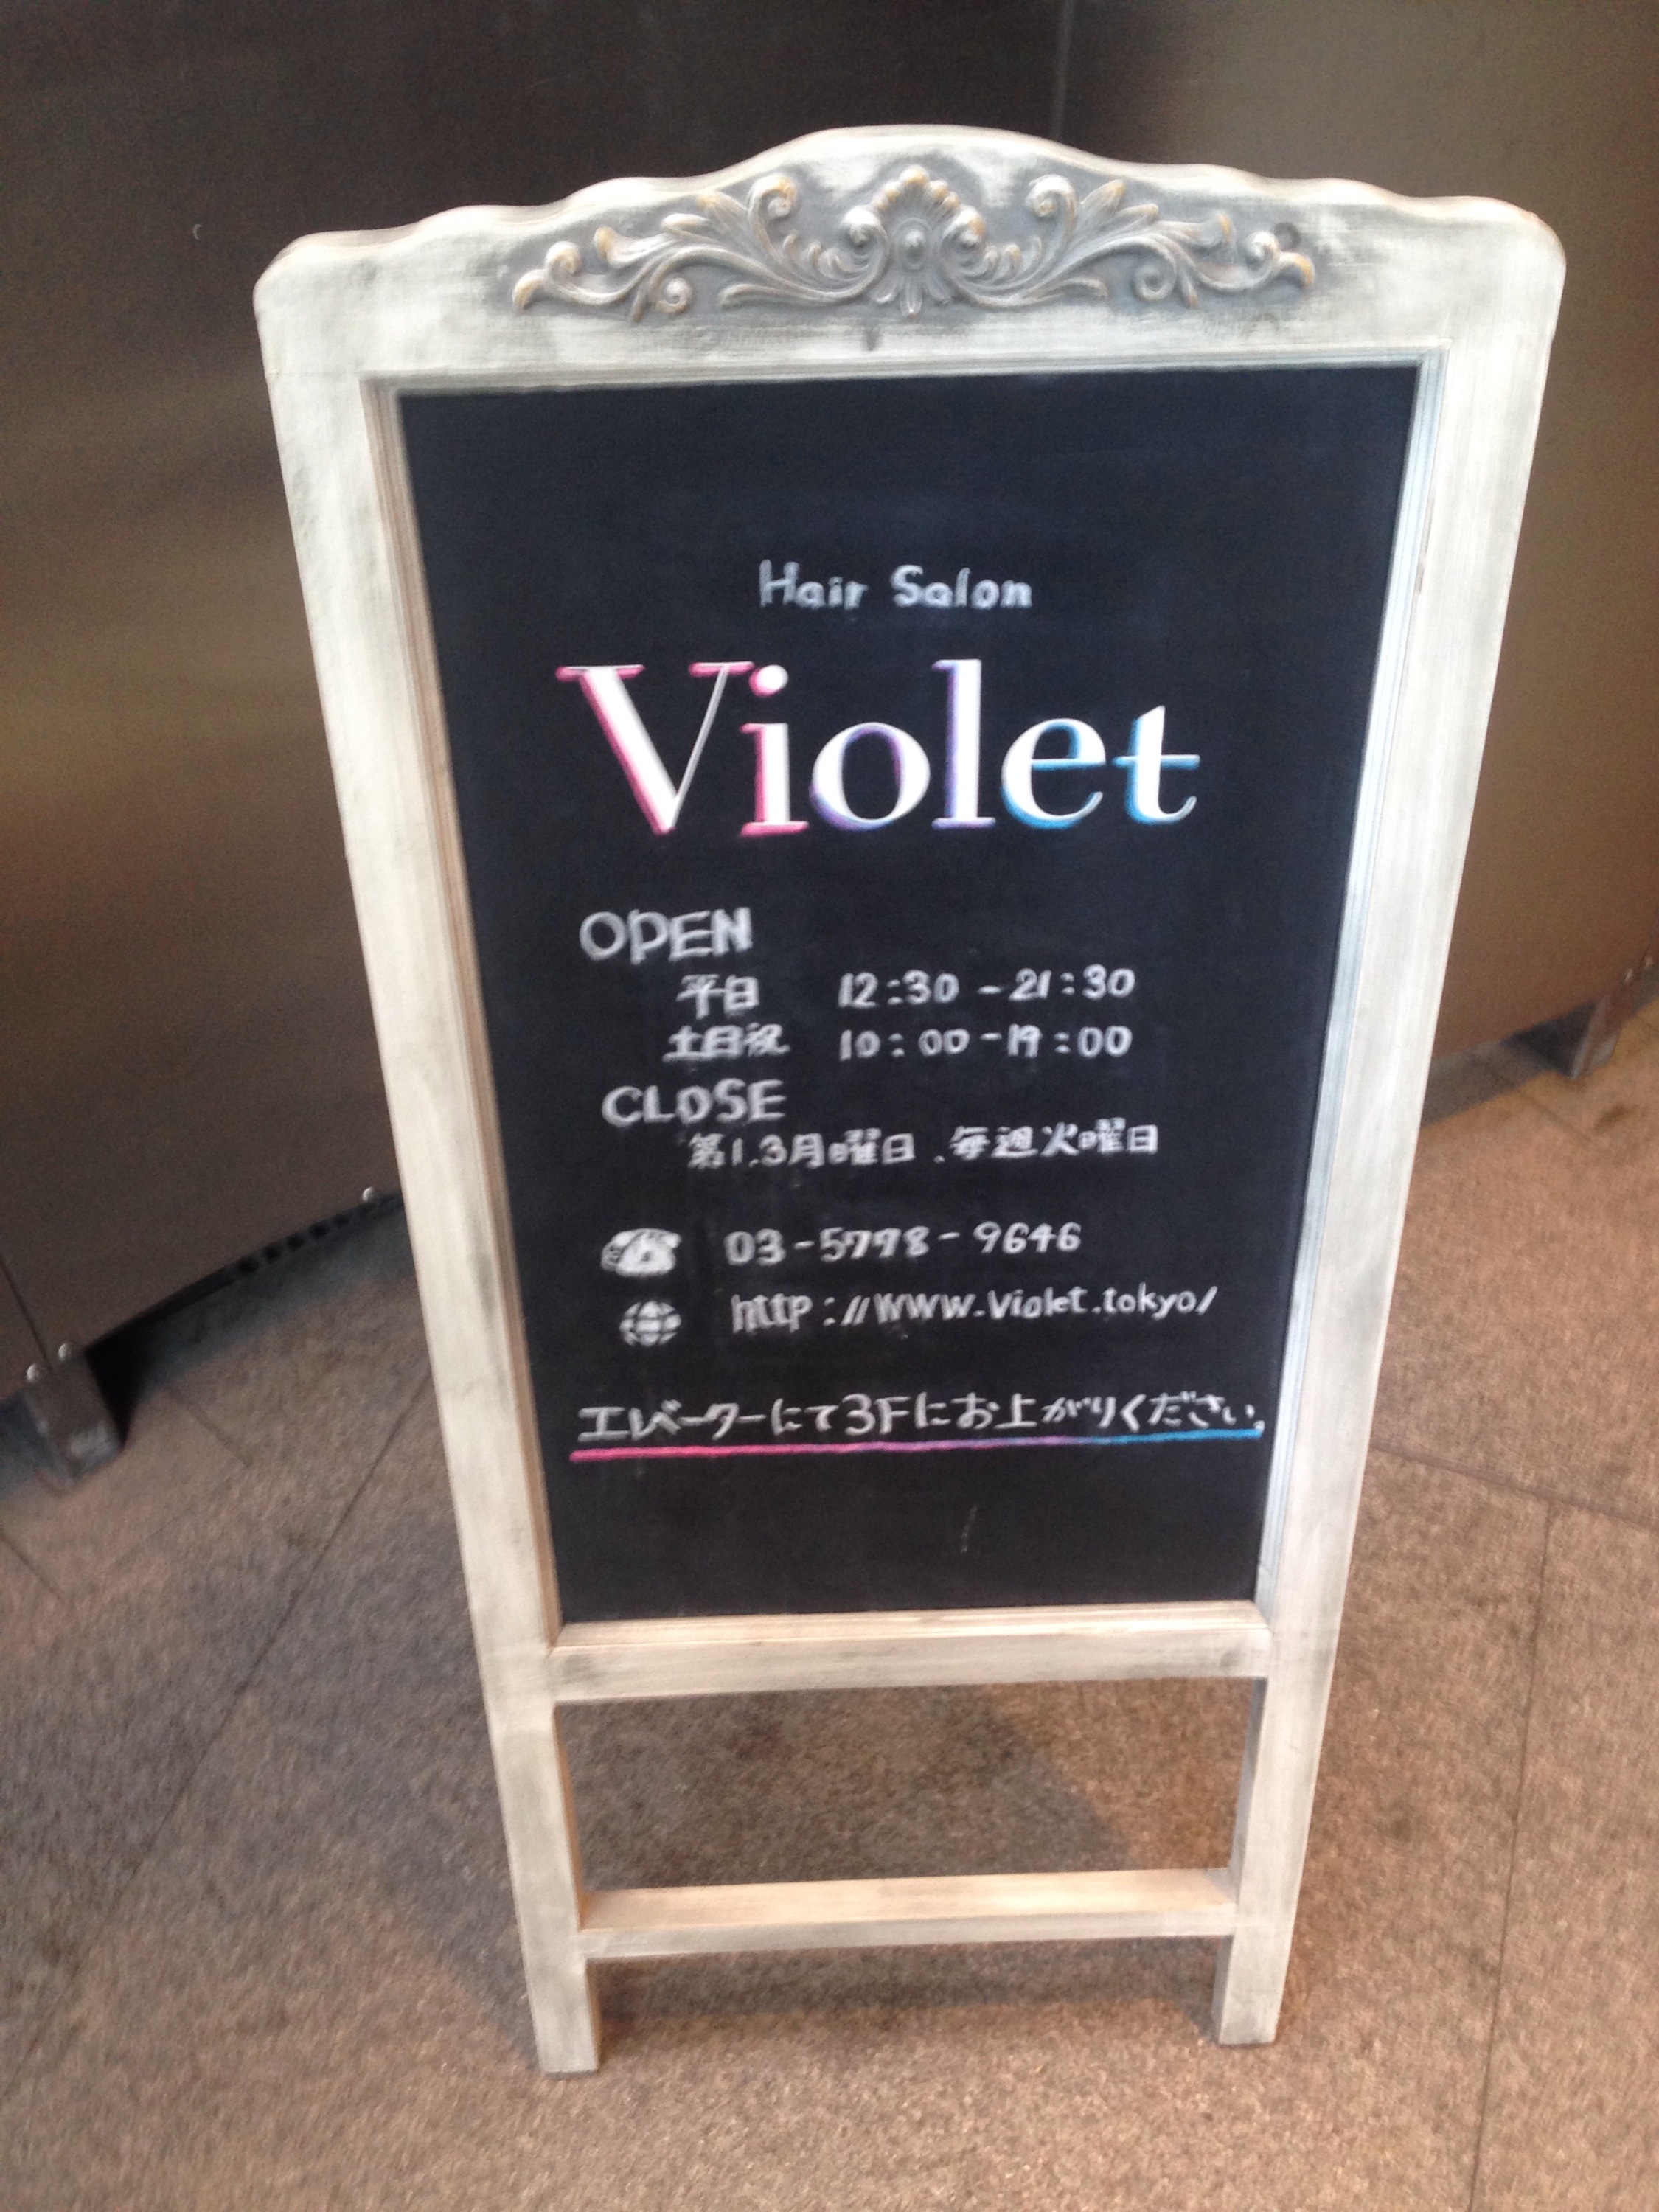 Hair Salon
Violet
OPEN
平日 12:30 - 21:30
土日祝 10:00 - 19:00
CLOSE
第1.3月曜日、毎週火曜日
03-5778-9646
http://www.violet.tokyo/
エレベーターにて3Fにお上がりください。